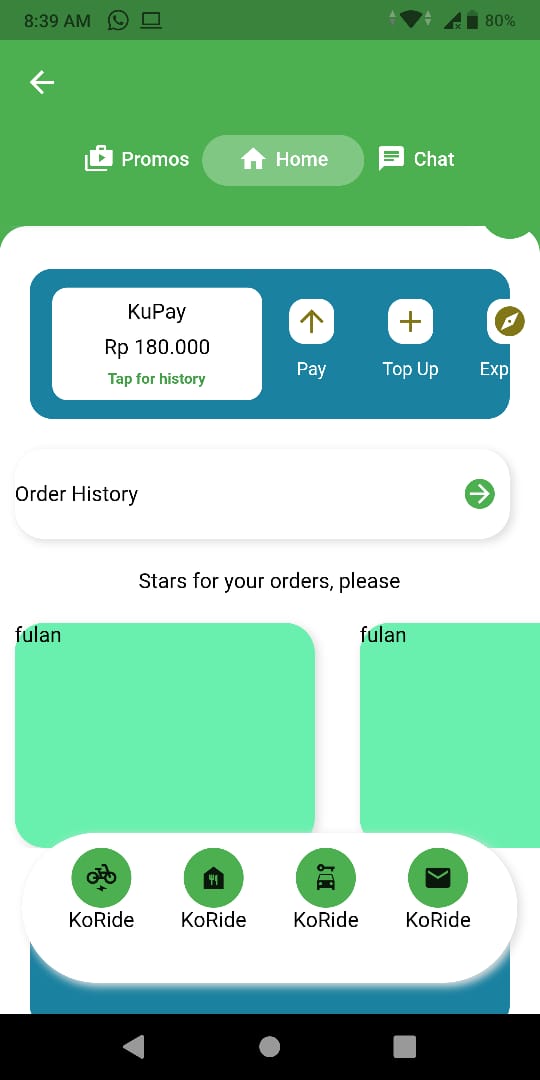 8:39 AM
80%
Promos
Home
Chat
KuPay
Rp 180.000
Tap for history
Pay
Top Up
Exp
Order History
Stars for your orders, please
fulan
fulan
KoRide
KoRide
KoRide
KoRide